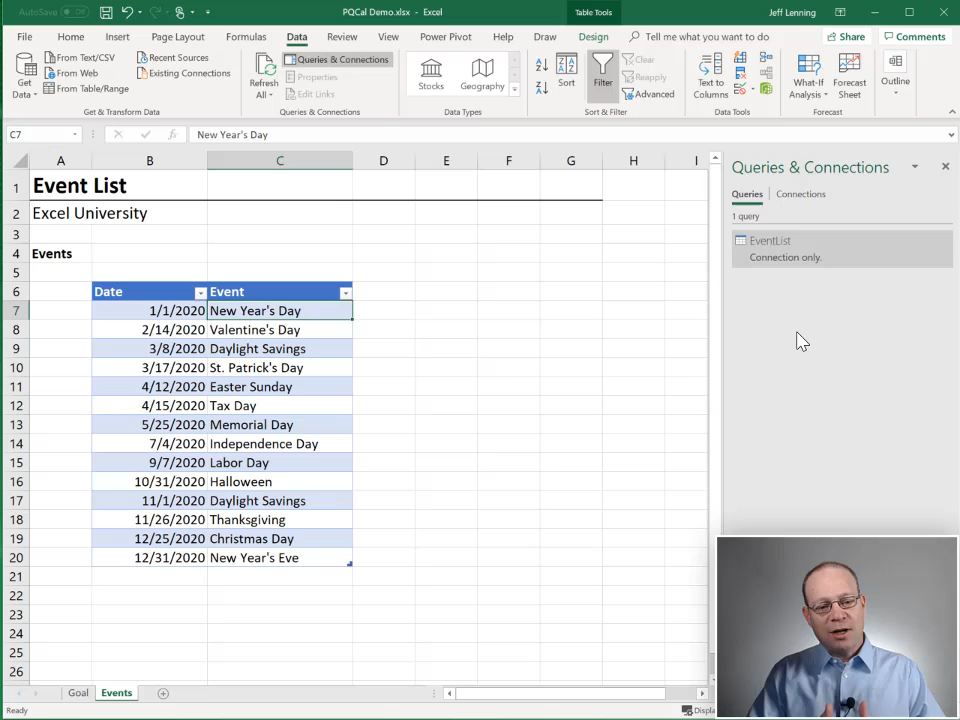 AutoSave Off PQCal Demo.xlsx - Excel Table Tools Jeff Lenning
File Home Insert Page Layout Formulas Data Review View Power Pivot Help Draw Design Tell me what you want to do Share Comments
Get Data
From Text/CSV
From Web
From Table/Range
Recent Sources
Existing Connections
Get & Transform Data
Refresh All
Queries & Connections
Properties
Edit Links
Queries & Connections
Stocks
Geography
Data Types
Sort
Filter
Clear
Reapply
Advanced
Sort & Filter
Text to Columns
Data Tools
What-If Analysis
Forecast Sheet
Forecast
Outline
C7 fx New Year's Day
A B C D E F G H I
1 Event List
2 Excel University
3
4 Events
5
6 Date Event
7 1/1/2020 New Year's Day
8 2/14/2020 Valentine's Day
9 3/8/2020 Daylight Savings
10 3/17/2020 St. Patrick's Day
11 4/12/2020 Easter Sunday
12 4/15/2020 Tax Day
13 5/25/2020 Memorial Day
14 7/4/2020 Independence Day
15 9/7/2020 Labor Day
16 10/31/2020 Halloween
17 11/1/2020 Daylight Savings
18 11/26/2020 Thanksgiving
19 12/25/2020 Christmas Day
20 12/31/2020 New Year's Eve
21
22
23
24
25
26
Queries & Connections
Queries Connections
1 query
EventList
Connection only.
Goal Events
Ready Displa